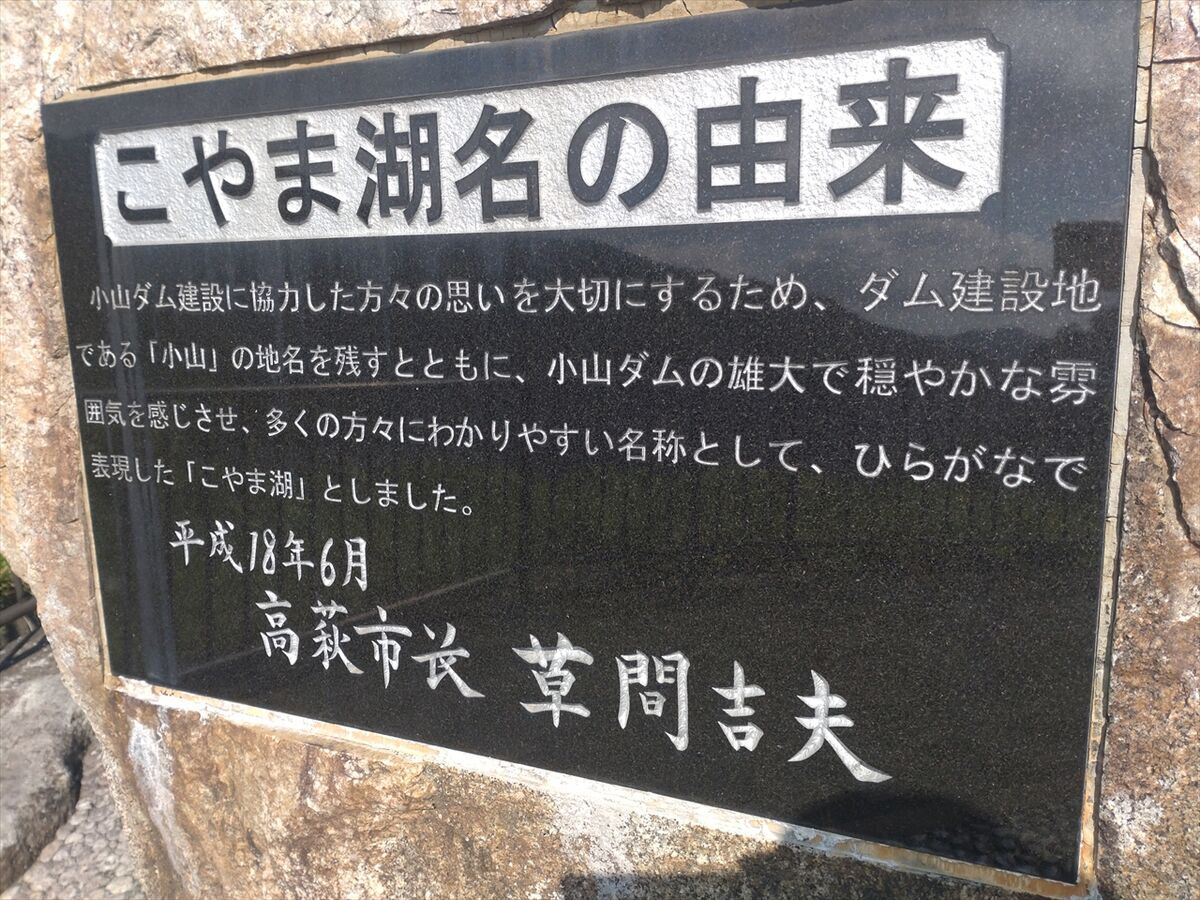 こやま湖名の由来
小山ダム建設に協力した方々の思いを大切にするため、ダム建設地
である「小山」の地名を残すとともに、小山ダムの雄大で穏やかな雰
囲気を感じさせ、多くの方々にわかりやすい名称として、ひらがなで
表現した「こやま湖」としました。
平成18年6月
高萩市長 草間吉夫